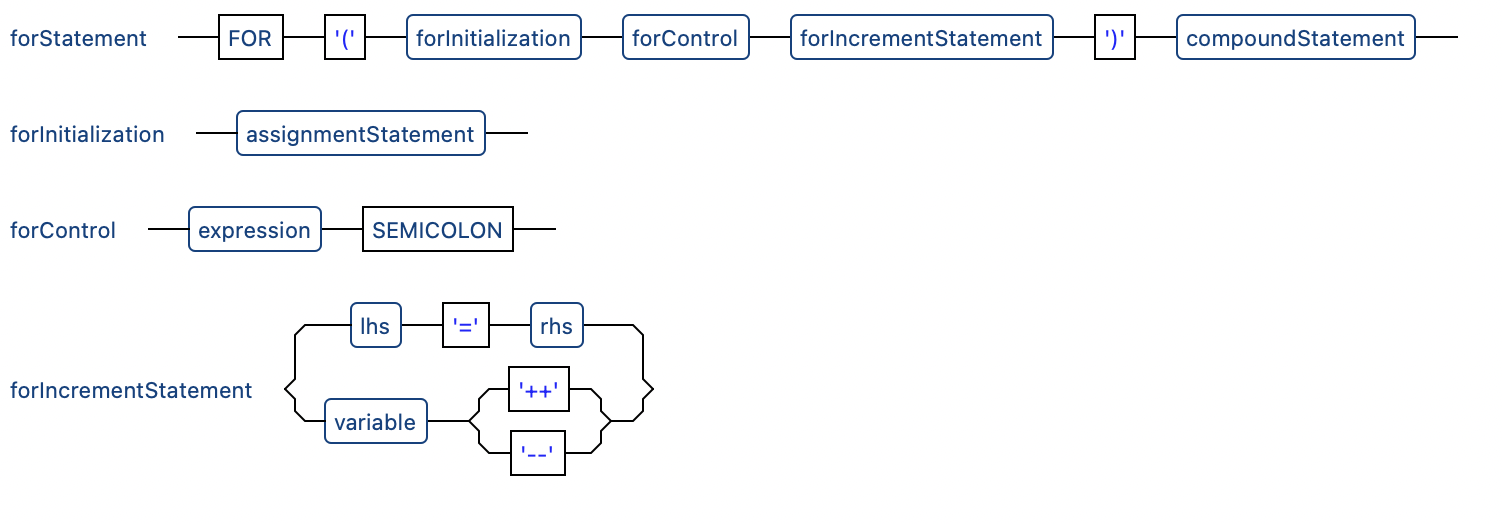 forStatement FOR '(' forInitialization forControl forIncrementStatement ')' compoundStatement
forInitialization assignmentStatement
forControl expression SEMICOLON
lhs '=' rhs
forIncrementStatement '++'
variable
'--'